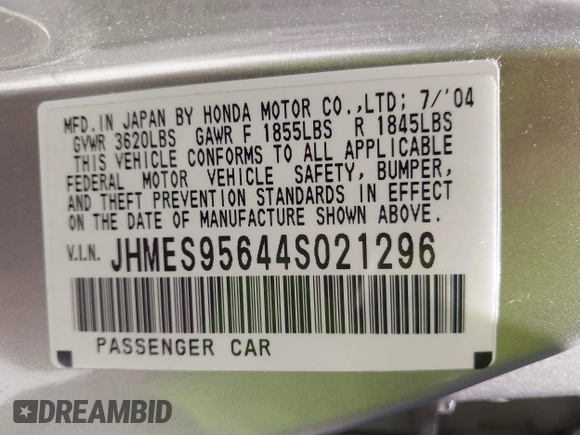 MFD. IN JAPAN BY HONDA MOTOR CO.,LTD; 7/'04
GVWR 3620LBS GAWR F 1855LBS R 1845LBS
THIS VEHICLE CONFORMS TO ALL APPLICABLE
FEDERAL MOTOR VEHICLE SAFETY, BUMPER,
AND THEFT PREVENTION STANDARDS IN EFFECT
ON THE DATE OF MANUFACTURE SHOWN ABOVE.
V.I.N. JHMES95644S021296
PASSENGER CAR
DREAMBID